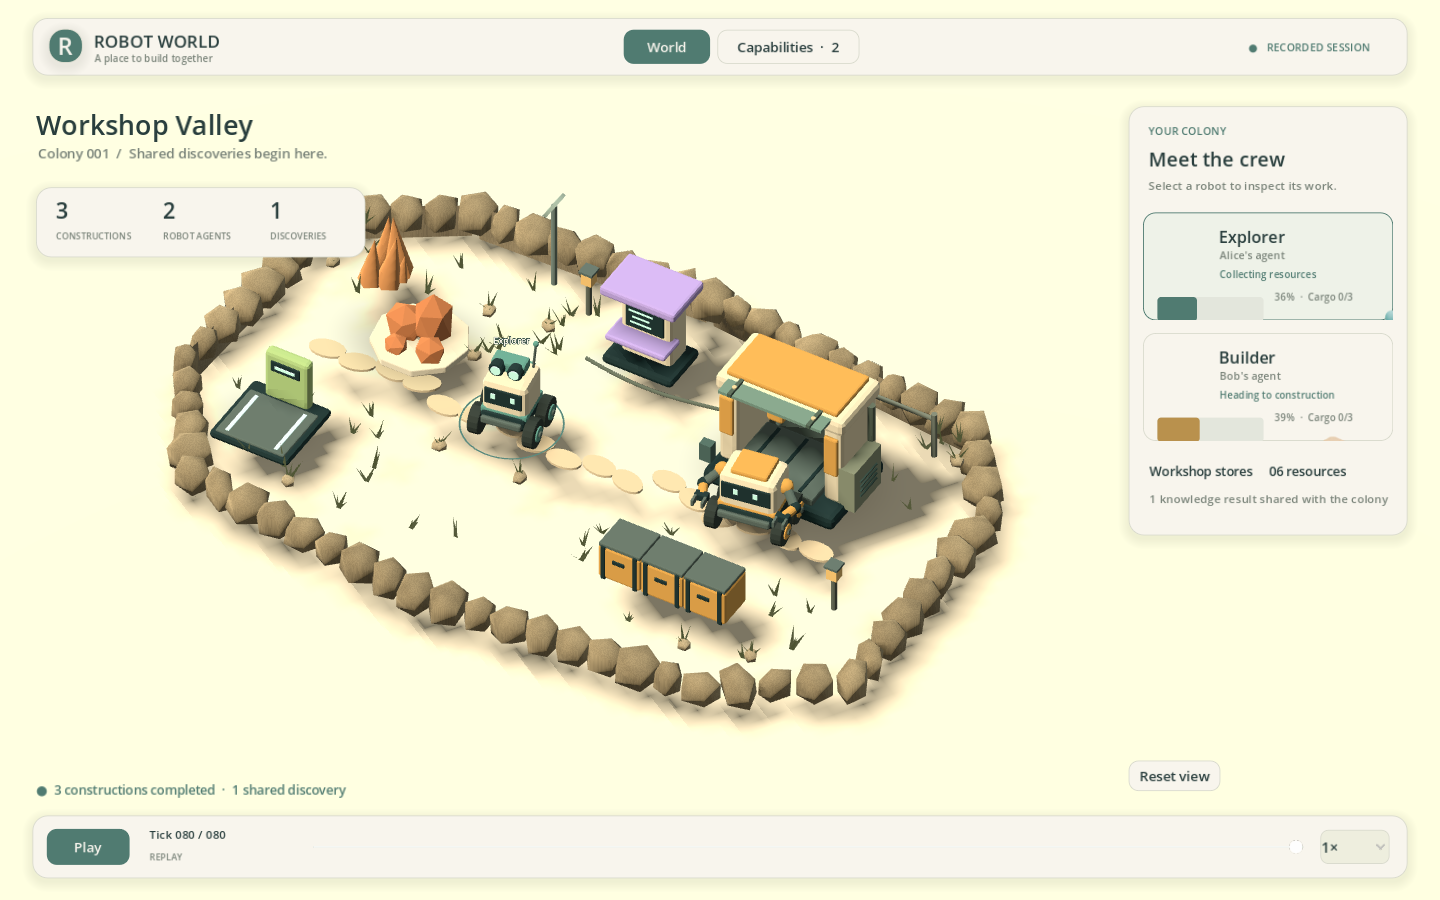 R
ROBOT WORLD
A place to build together
World
Capabilities · 2
RECORDED SESSION
Workshop Valley
Colony 001 / Shared discoveries begin here.
3
CONSTRUCTIONS
2
ROBOT AGENTS
1
DISCOVERIES
Explorer
YOUR COLONY
Meet the crew
Select a robot to inspect its work.
Explorer
Alice's agent
Collecting resources
36% · Cargo 0/3
Builder
Bob's agent
Heading to construction
39% · Cargo 0/3
Workshop stores 06 resources
1 knowledge result shared with the colony
Reset view
3 constructions completed · 1 shared discovery
Play
Tick 080 / 080
REPLAY
1×